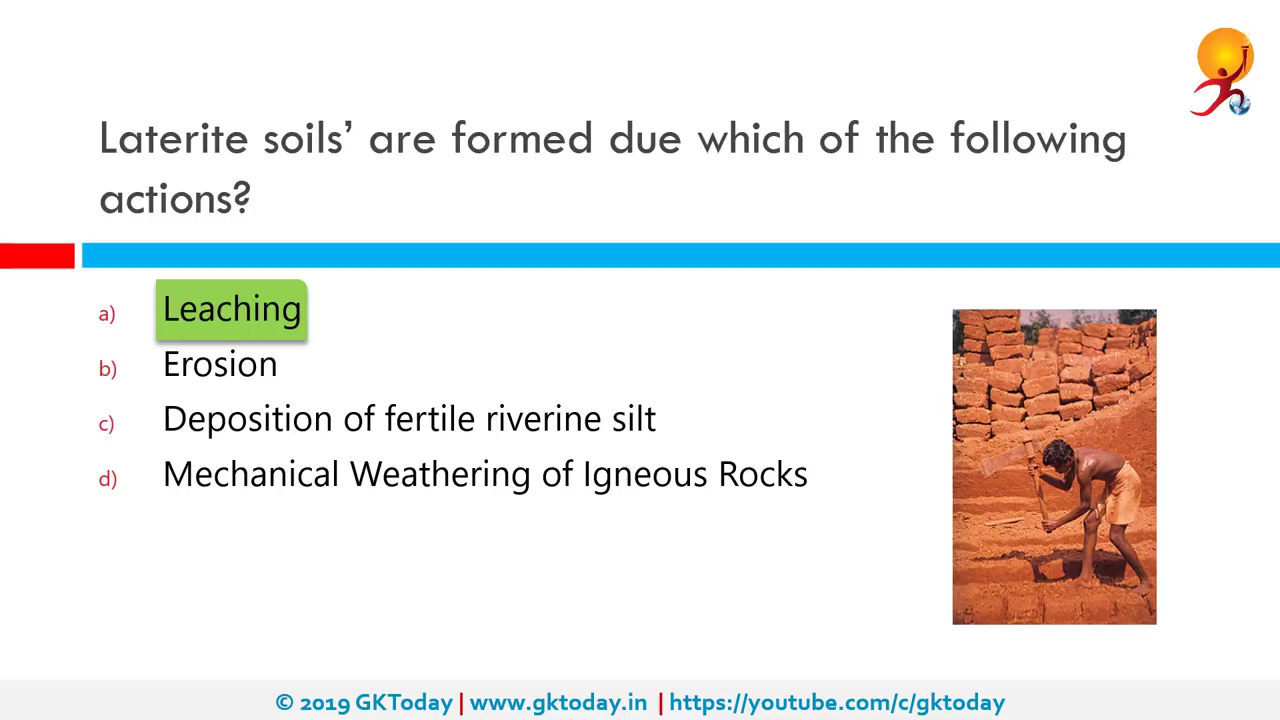 Laterite soils’ are formed due which of the following
actions?
a) Leaching
b) Erosion
c) Deposition of fertile riverine silt
d) Mechanical Weathering of Igneous Rocks
© 2019 GKToday | www.gktoday.in | https://youtube.com/c/gktoday